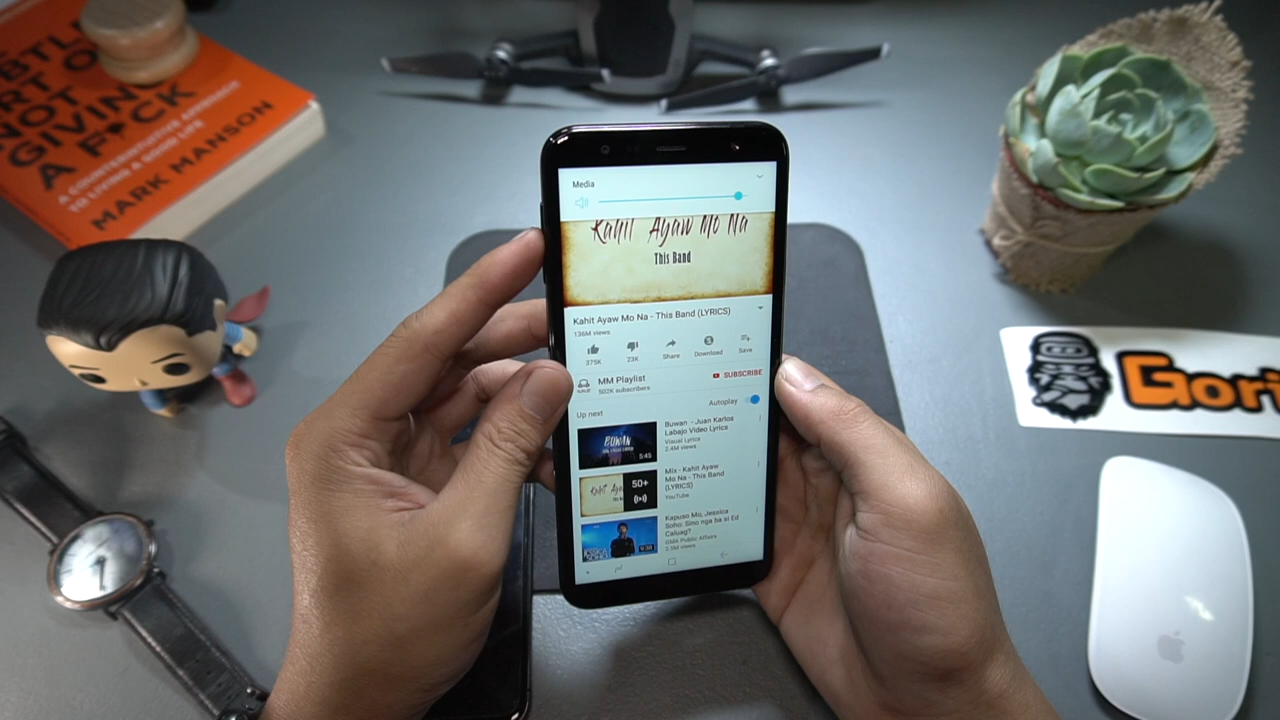 ART O
NOT
GIVING
A F*CK
A COUNTERINTUITIVE APPROACH
TO LIVING A GOOD LIFE
MARK MANSON
Media
Kahit Ayaw Mo Na
This Band
Kahit Ayaw Mo Na - This Band (LYRICS)
136M views
375K
23K
Share
Download
Save
MM Playlist
502K subscribers
SUBSCRIBE
Autoplay
Up next
BUWAN
5:45
Buwan - Juan Karlos
Labajo Video Lyrics
Visual Lyrics
2.4M views
Kahit Aya
50+
Mix - Kahit Ayaw
Mo Na - This Band
(LYRICS)
YouTube
9:38
Kapuso Mo, Jessica
Soho: Sino nga ba si Ed
Caluag?
GMA Public Affairs
Gori